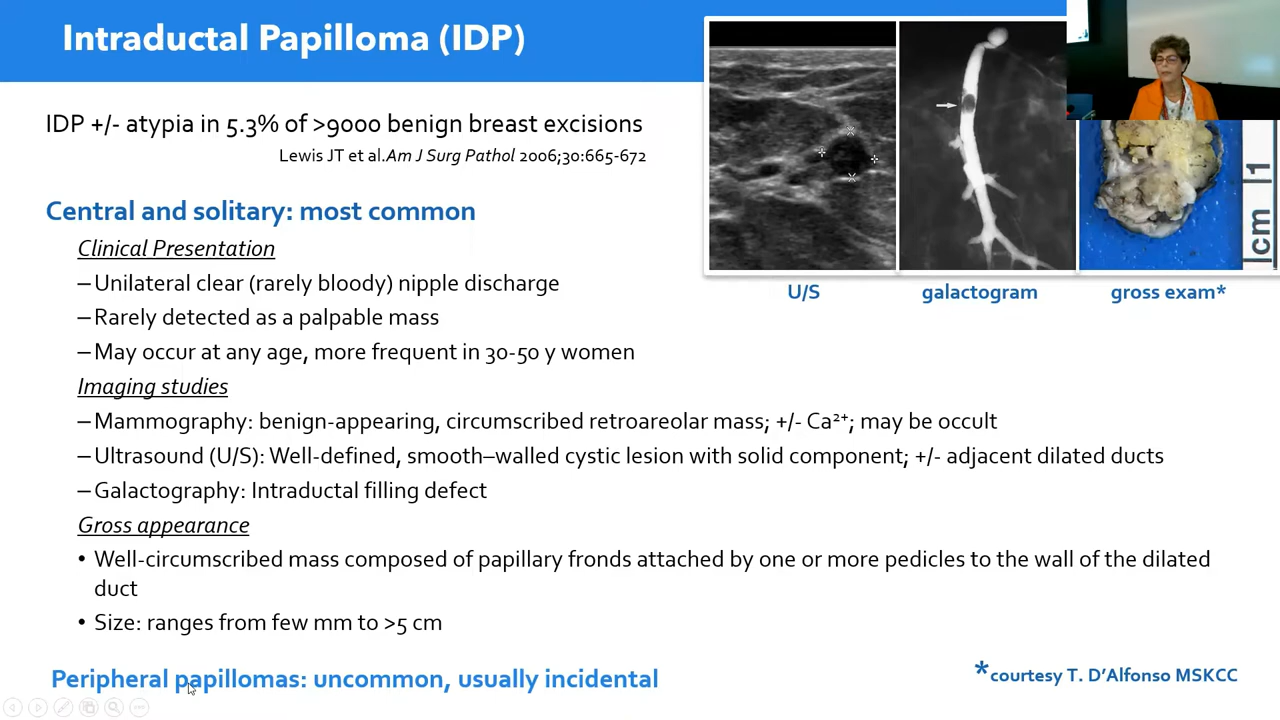 Intraductal Papilloma (IDP)
IDP +/- atypia in 5.3% of >9000 benign breast excisions
Lewis JT et al.Am J Surg Pathol 2006;30:665-672
Central and solitary: most common
Clinical Presentation
–Unilateral clear (rarely bloody) nipple discharge
–Rarely detected as a palpable mass
–May occur at any age, more frequent in 30-50 y women
Imaging studies
–Mammography: benign-appearing, circumscribed retroareolar mass; +/- Ca²⁺; may be occult
–Ultrasound (U/S): Well-defined, smooth–walled cystic lesion with solid component; +/- adjacent dilated ducts
–Galactography: Intraductal filling defect
Gross appearance
• Well-circumscribed mass composed of papillary fronds attached by one or more pedicles to the wall of the dilated
duct
• Size: ranges from few mm to >5 cm
Peripheral papillomas: uncommon, usually incidental
U/S
galactogram
gross exam*
cm 1
*courtesy T. D'Alfonso MSKCC